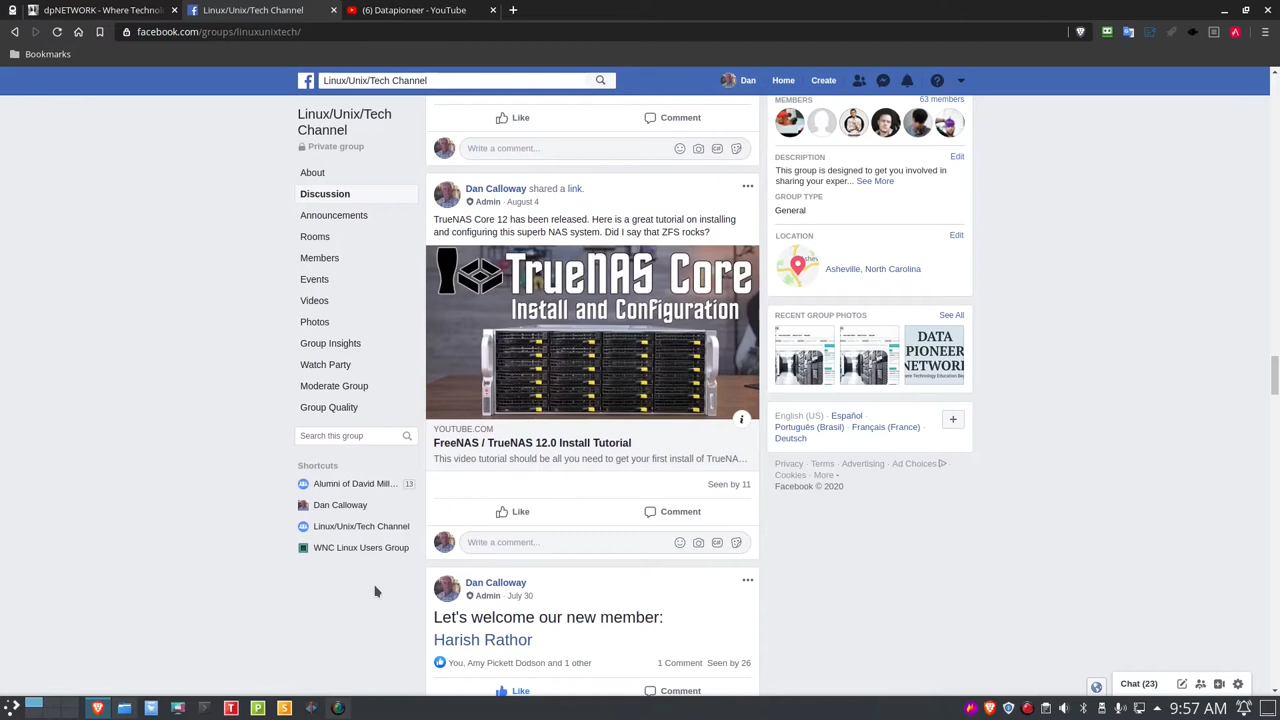 dpNETWORK - Where Technolo
Linux/Unix/Tech Channel
(6) Datapioneer - YouTube
facebook.com/groups/linuxunixtech/
Bookmarks
Linux/Unix/Tech Channel
Dan
Home
Create
Linux/Unix/Tech
Channel
Private group
About
Discussion
Announcements
Rooms
Members
Events
Videos
Photos
Group Insights
Watch Party
Moderate Group
Group Quality
Search this group
Shortcuts
Alumni of David Mill... 13
Dan Calloway
Linux/Unix/Tech Channel
WNC Linux Users Group
Like Comment
Write a comment...
Dan Calloway shared a link.
Admin · August 4
TrueNAS Core 12 has been released. Here is a great tutorial on installing
and configuring this superb NAS system. Did I say that ZFS rocks?
TrueNAS Core
Install and Configuration
YOUTUBE.COM
FreeNAS / TrueNAS 12.0 Install Tutorial
This video tutorial should be all you need to get your first install of TrueNA...
Seen by 11
Like Comment
Write a comment...
Dan Calloway
Admin · July 30
Let's welcome our new member:
Harish Rathor
You, Amy Pickett Dodson and 1 other 1 Comment Seen by 26
Like Comment
MEMBERS 63 members
DESCRIPTION Edit
This group is designed to get you involved in
sharing your exper... See More
GROUP TYPE
General
LOCATION Edit
Asheville, North Carolina
RECENT GROUP PHOTOS See All
DATA
PIONEER
NETWORK
English (US) · Español ·
Português (Brasil) · Français (France) ·
Deutsch
Privacy · Terms · Advertising · Ad Choices ·
Cookies · More
Facebook © 2020
Chat (23)
9:57 AM